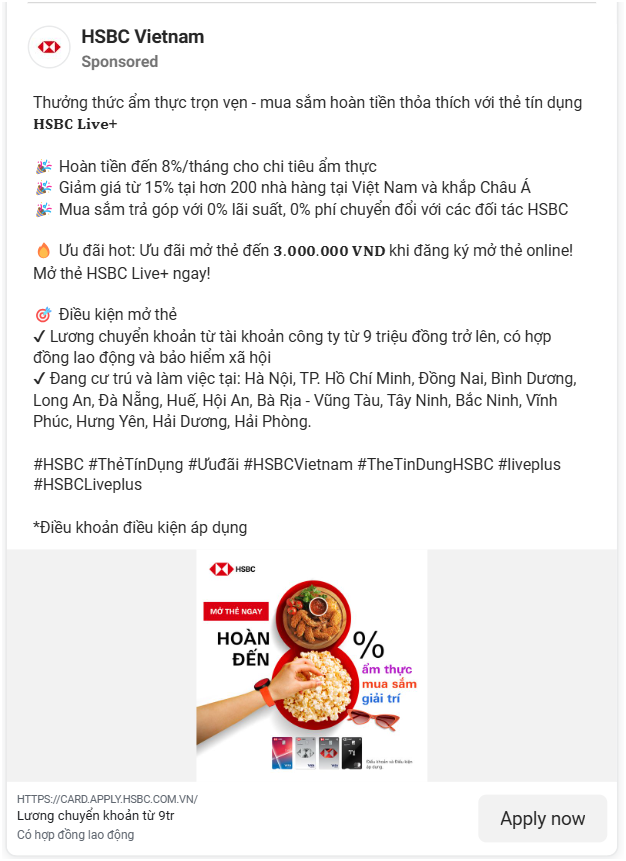 HSBC Vietnam
Sponsored
Thưởng thức ẩm thực trọn vẹn - mua sắm hoàn tiền thỏa thích với thẻ tín dụng
𝐇𝐒𝐁𝐂 𝐋𝐢𝐯𝐞+
🎉 Hoàn tiền đến 8%/tháng cho chi tiêu ẩm thực
🎉 Giảm giá từ 15% tại hơn 200 nhà hàng tại Việt Nam và khắp Châu Á
🎉 Mua sắm trả góp với 0% lãi suất, 0% phí chuyển đổi với các đối tác HSBC
🔥 Ưu đãi hot: Ưu đãi mở thẻ đến 𝟑.𝟎𝟎𝟎.𝟎𝟎𝟎 𝐕𝐍𝐃 khi đăng ký mở thẻ online!
Mở thẻ HSBC Live+ ngay!
🎯 Điều kiện mở thẻ
✔ Lương chuyển khoản từ tài khoản công ty từ 9 triệu đồng trở lên, có hợp
đồng lao động và bảo hiểm xã hội
✔ Đang cư trú và làm việc tại: Hà Nội, TP. Hồ Chí Minh, Đồng Nai, Bình Dương,
Long An, Đà Nẵng, Huế, Hội An, Bà Rịa - Vũng Tàu, Tây Ninh, Bắc Ninh, Vĩnh
Phúc, Hưng Yên, Hải Dương, Hải Phòng.
#HSBC #ThẻTínDụng #Ưuđãi #HSBCVietnam #TheTinDungHSBC #liveplus
#HSBCLiveplus
*Điều khoản điều kiện áp dụng
HSBC
MỞ THẺ NGAY
HOÀN
ĐẾN
%
ẩm thực
mua sắm
giải trí
Điều khoản và Điều kiện
áp dụng.
HTTPS://CARD.APPLY.HSBC.COM.VN/
Lương chuyển khoản từ 9tr
Có hợp đồng lao động
Apply now